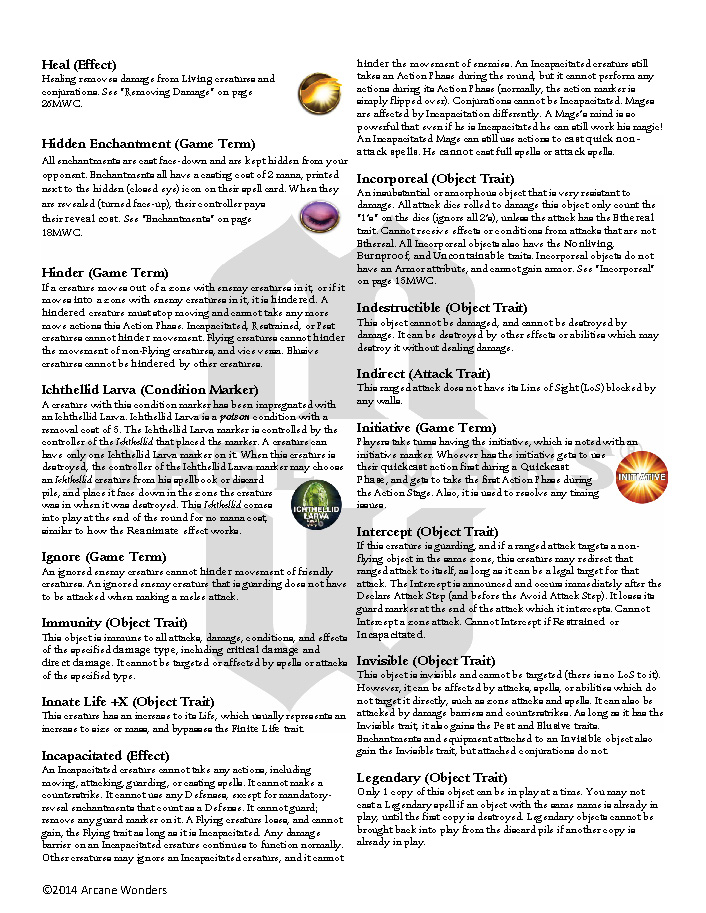 Heal (Effect)
Healing removes damage from Living creatures and
conjurations. See "Removing Damage" on page
26MWC.
Hidden Enchantment (Game Term)
All enchantments are cast face-down and are kept hidden from your
opponent. Enchantments all have a casting cost of 2 mana, printed
next to the hidden (closed eye) icon on their spell card. When they
are revealed (turned face-up), their controller pays
their reveal cost. See "Enchantments" on page
18MWC.
Hinder (Game Term)
If a creature moves out of a zone with enemy creatures in it, or if it
moves into a zone with enemy creatures in it, it is hindered. A
hindered creature must stop moving and cannot take any more
move actions this Action Phase. Incapacitated, Restrained, or Pest
creatures cannot hinder movement. Flying creatures cannot hinder
the movement of non-Flying creatures, and vice versa. Elusive
creatures cannot be hindered by other creatures.
Ichthellid Larva (Condition Marker)
A creature with this condition marker has been impregnated with
an Ichthellid Larva. Ichthellid Larva is a poison condition with a
removal cost of 5. The Ichthellid Larva marker is controlled by the
controller of the Ichthellid that placed the marker. A creature can
have only one Ichthellid Larva marker on it. When this creature is
destroyed, the controller of the Ichthellid Larva marker may choose
an Ichthellid creature from his spellbook or discard
pile, and place it face down in the zone the creature
was in when it was destroyed. This Ichthellid comes
into play at the end of the round for no mana cost,
similar to how the Reanimate effect works.
ICHTHELLID
LARVA
Ignore (Game Term)
An ignored enemy creature cannot hinder movement of friendly
creatures. An ignored enemy creature that is guarding does not have
to be attacked when making a melee attack.
Immunity (Object Trait)
This object is immune to all attacks, damage, conditions, and effects
of the specified damage type, including critical damage and
direct damage. It cannot be targeted or affected by spells or attacks
of the specified type.
Innate Life +X (Object Trait)
This creature has an increase to its Life, which usually represents an
increase to size or mass, and bypasses the Finite Life trait.
Incapacitated (Effect)
An Incapacitated creature cannot take any actions, including
moving, attacking, guarding, or casting spells. It cannot make a
counterstrike. It cannot use any Defenses, except for mandatory-
reveal enchantments that count as a Defense. It cannot guard;
remove any guard marker on it. A Flying creature loses, and cannot
gain, the Flying trait as long as it is Incapacitated. Any damage
barrier on an Incapacitated creature continues to function normally.
Other creatures may ignore an Incapacitated creature, and it cannot
hinder the movement of enemies. An Incapacitated creature still
takes an Action Phase during the round, but it cannot perform any
actions during its Action Phase (normally, the action marker is
simply flipped over). Conjurations cannot be Incapacitated. Mages
are affected by Incapacitation differently. A Mage's mind is so
powerful that even if he is Incapacitated he can still work his magic!
An Incapacitated Mage can still use actions to cast quick non-
attack spells. He cannot cast full spells or attack spells.
Incorporeal (Object Trait)
An insubstantial or amorphous object that is very resistant to
damage. All attack dice rolled to damage this object only count the
"1's" on the dice (ignore all 2's), unless the attack has the Ethereal
trait. Cannot receive effects or conditions from attacks that are not
Ethereal. All Incorporeal objects also have the Nonliving,
Burnproof, and Uncontainable traits. Incorporeal objects do not
have an Armor attribute, and cannot gain armor. See "Incorporeal"
on page 15MWC.
Indestructible (Object Trait)
This object cannot be damaged, and cannot be destroyed by
damage. It can be destroyed by other effects or abilities which may
destroy it without dealing damage.
Indirect (Attack Trait)
This ranged attack does not have its Line of Sight (LoS) blocked by
any walls.
Initiative (Game Term)
Players take turns having the initiative, which is noted with an
initiative marker. Whoever has the initiative gets to use
their quickcast action first during a Quickcast
Phase, and gets to take the first Action Phase during
the Action Stage. Also, it is used to resolve any timing
issues.
INITIATIVE
Intercept (Object Trait)
If this creature is guarding, and if a ranged attack targets a non-
flying object in the same zone, this creature may redirect that
ranged attack to itself, as long as it can be a legal target for that
attack. The Intercept is announced and occurs immediately after the
Declare Attack Step (and before the Avoid Attack Step). It loses its
guard marker at the end of the attack which it intercepts. Cannot
Intercept a zone attack. Cannot Intercept if Restrained or
Incapacitated.
Invisible (Object Trait)
This object is invisible and cannot be targeted (there is no LoS to it).
However, it can be affected by attacks, spells, or abilities which do
not target it directly, such as zone attacks and spells. It can also be
attacked by damage barriers and counterstrikes. As long as it has the
Invisible trait, it also gains the Pest and Elusive traits.
Enchantments and equipment attached to an Invisible object also
gain the Invisible trait, but attached conjurations do not.
Legendary (Object Trait)
Only 1 copy of this object can be in play at a time. You may not
cast a Legendary spell if an object with the same name is already in
play, until the first copy is destroyed. Legendary objects cannot be
brought back into play from the discard pile if another copy is
already in play.
©2014 Arcane Wonders